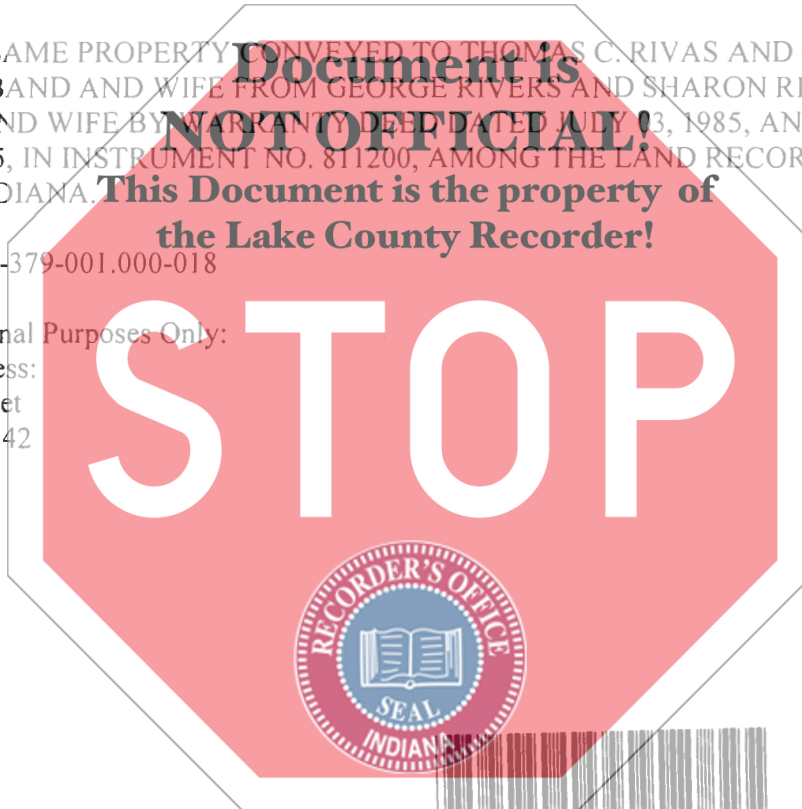 AME PROPERTY CONVEYED TO THOMAS C. RIVAS AND
AND AND WIFE FROM GEORGE RIVERS AND SHARON RI
ND WIFE BY WARRANTY DEED DATED JULY 3, 1985, AN
, IN INSTRUMENT NO. 811200, AMONG THE LAND RECOR
DIANA.
Document is
NOT OFFICIAL!
This Document is the property of
the Lake County Recorder!
-379-001.000-018
nal Purposes Only:
ess:
et
42
STOP
RECORDER'S OFFICE
SEAL
INDIANA